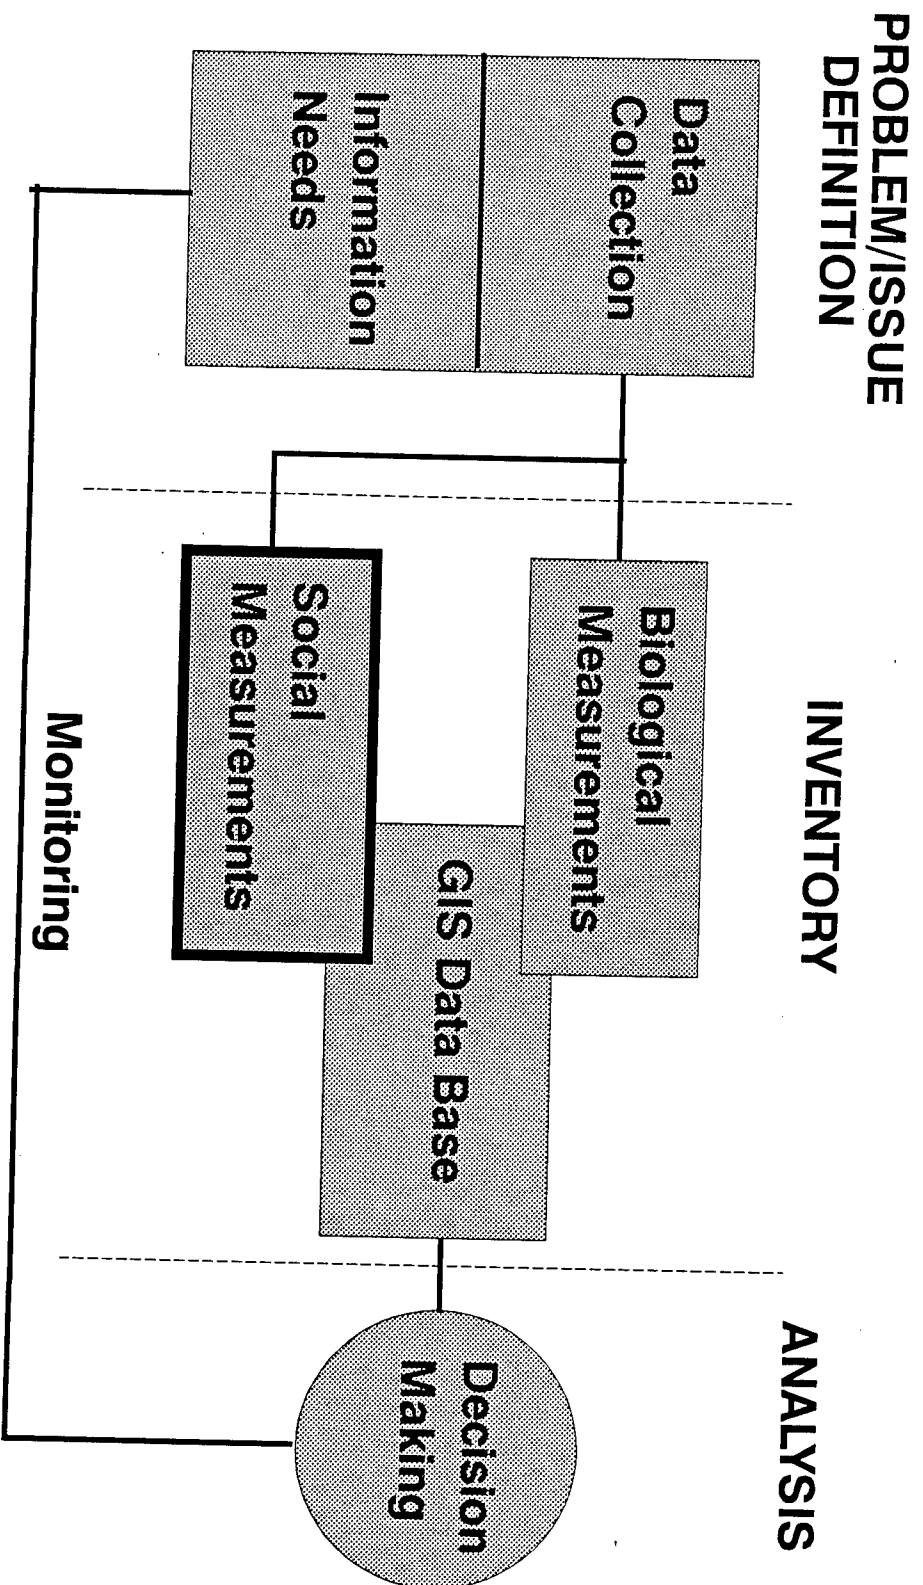 PROBLEM/ISSUE
DEFINITION
INVENTORY
ANALYSIS
Data
Collection
Information
Needs
Biological
Measurements
Social
Measurements
GIS Data Base
Decision
Making
Monitoring